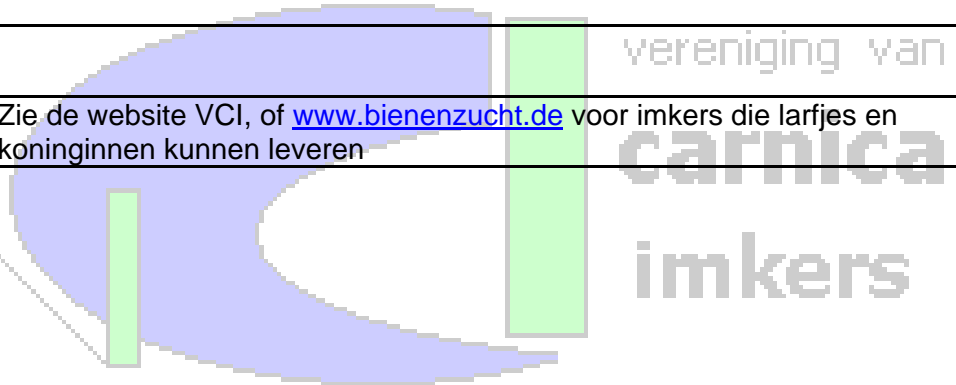 vereniging van
Zie de website VCI, of www.bienenzucht.de voor imkers die larfjes en
koninginnen kunnen leveren
carnica
imkers